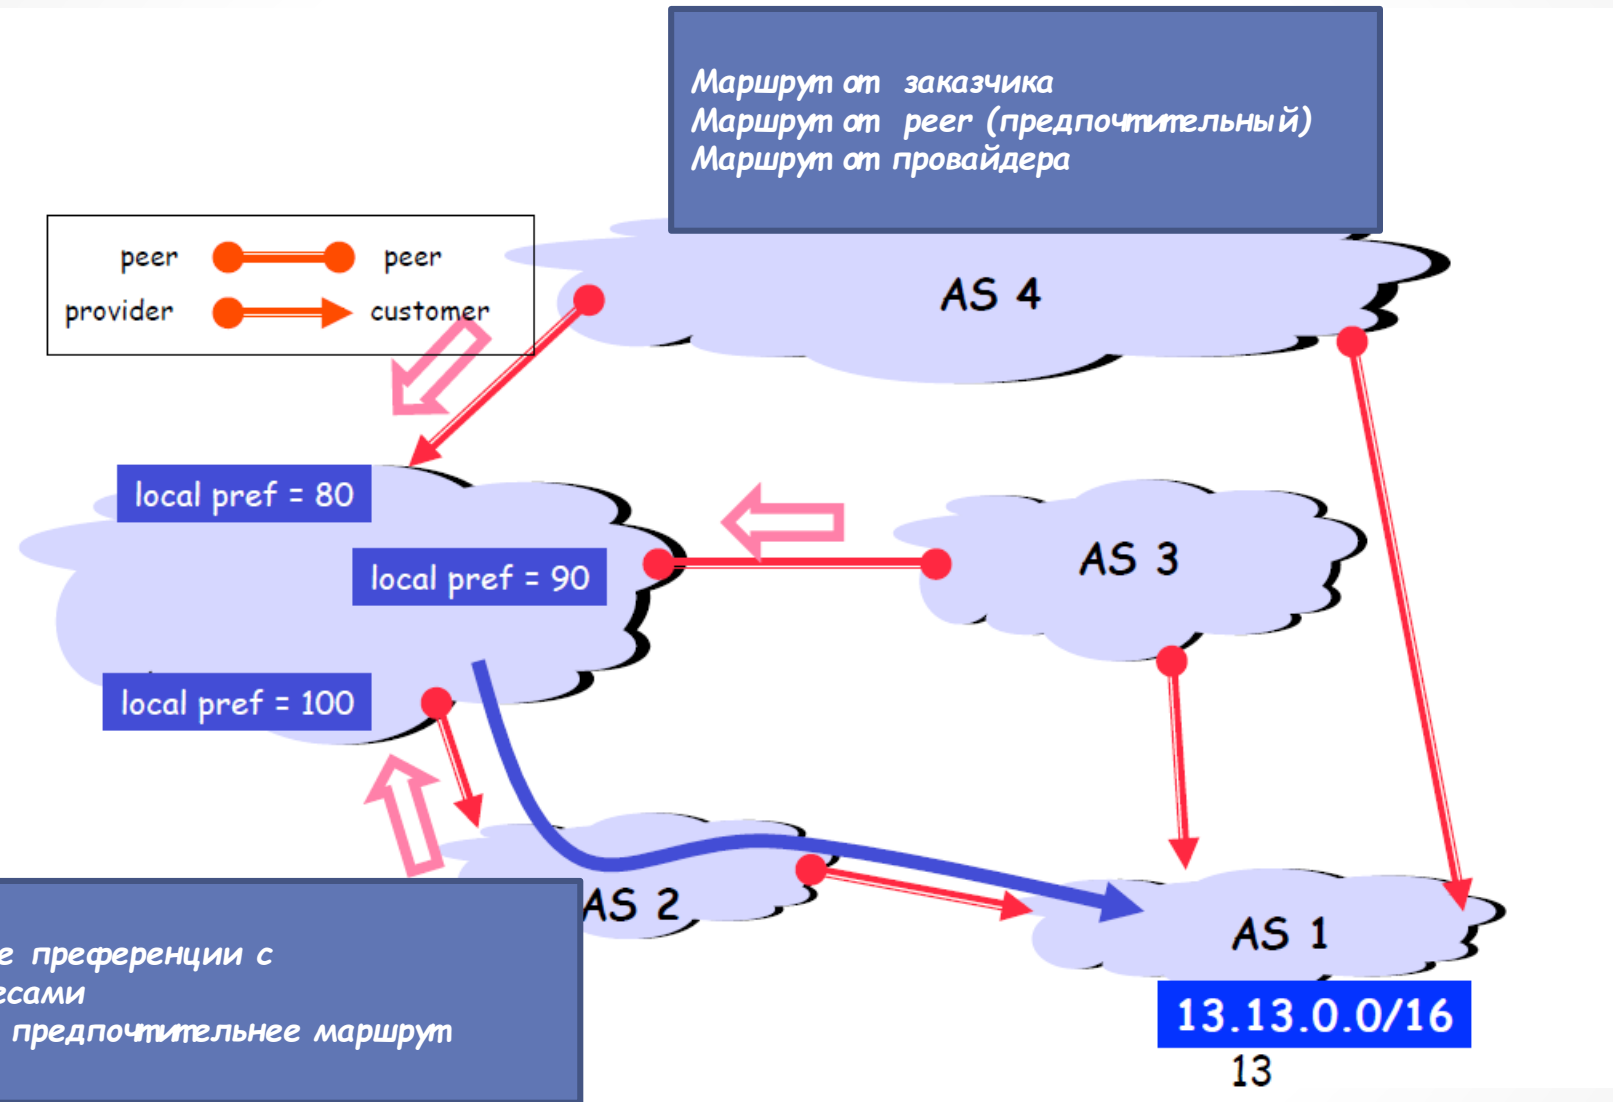 Маршрут от заказчика
Маршрут от peer (предпочтительный)
Маршрут от провайдера
peer peer
provider customer
AS 4
local pref = 80
AS 3
local pref = 90
local pref = 100
AS 2
AS 1
е преференции с
есами
предпочтительнее маршрут
13.13.0.0/16
13